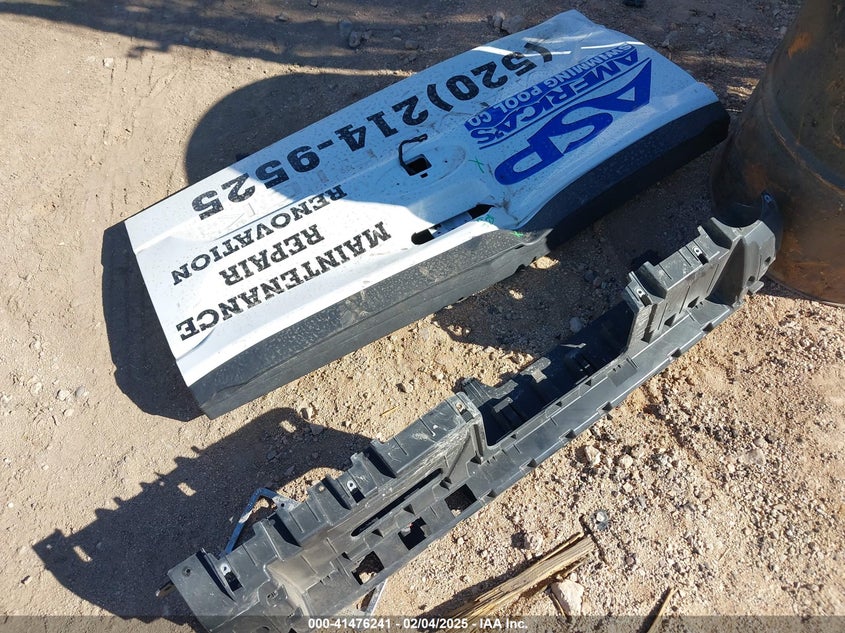 ASP
AMERICA'S
SWIMMING POOL CO.
(520)214-9525
MAINTENANCE
REPAIR
RENOVATION
000-41476241 - 02/04/2025 - IAA Inc.